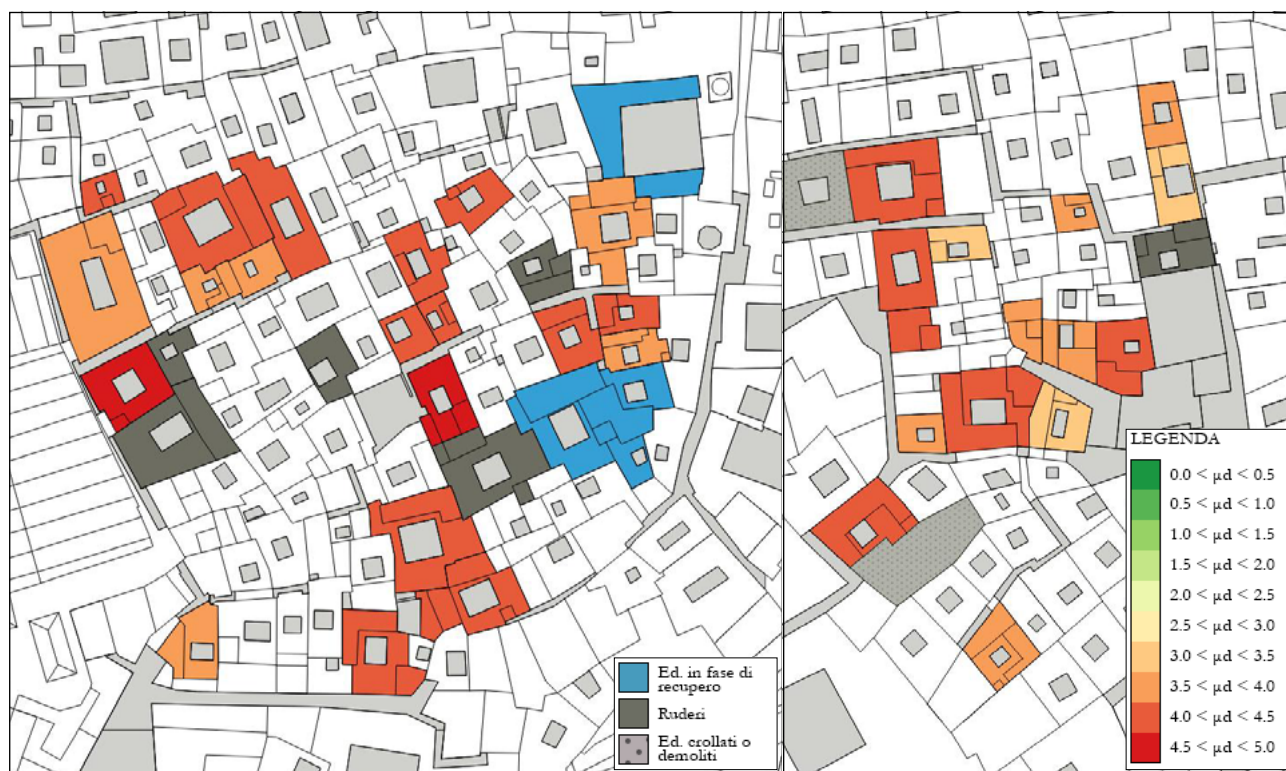 Ed. in fase di
recupero
Ruderi
Ed. crollati o
demoliti
LEGENDA
0.0 < µd < 0.5
0.5 < µd < 1.0
1.0 < µd < 1.5
1.5 < µd < 2.0
2.0 < µd < 2.5
2.5 < µd < 3.0
3.0 < µd < 3.5
3.5 < µd < 4.0
4.0 < µd < 4.5
4.5 < µd < 5.0